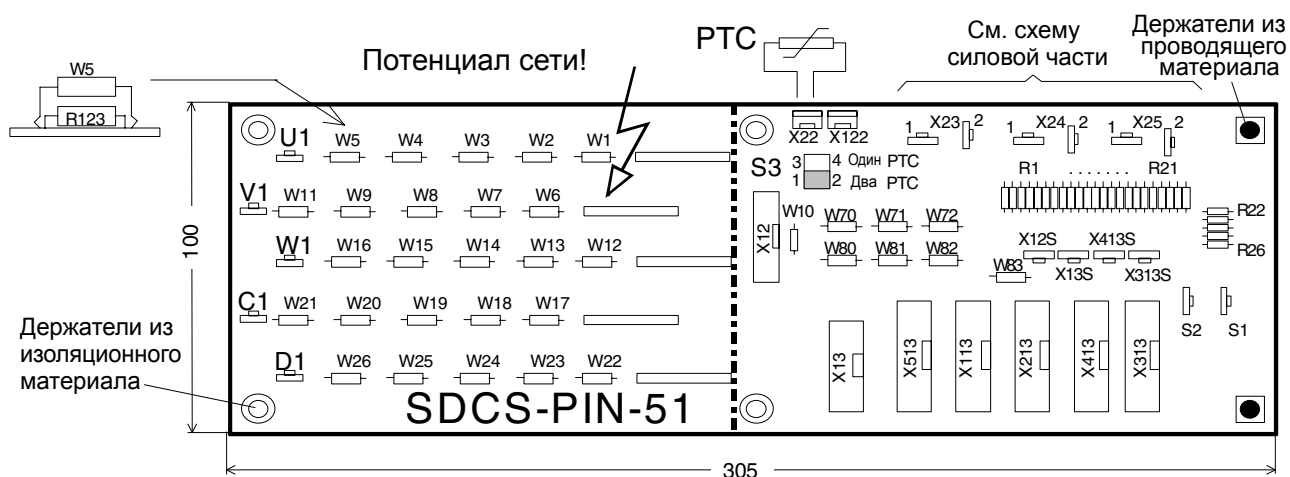 PTC
См. схему
силовой части
Держатели из
проводящего
материала
W5
R123
Потенциал сети!
U1 W5 W4 W3 W2 W1
X22 X122
1 X23 2 1 X24 2 1 X25 2
S3 3 4 Один PTC
1 2 Два PTC
R1 ....... R21
V1 W11 W9 W8 W7 W6
X12 W10 W70 W71 W72
R22
R26
W1 W16 W15 W14 W13 W12
W80 W81 W82
W83
X12S X413S
X13S X313S
100
C1 W21 W20 W19 W18 W17
S2 S1
Держатели из
изоляционного
материала
D1 W26 W25 W24 W23 W22
X13 X513 X113 X213 X413 X313
SDCS-PIN-51
305